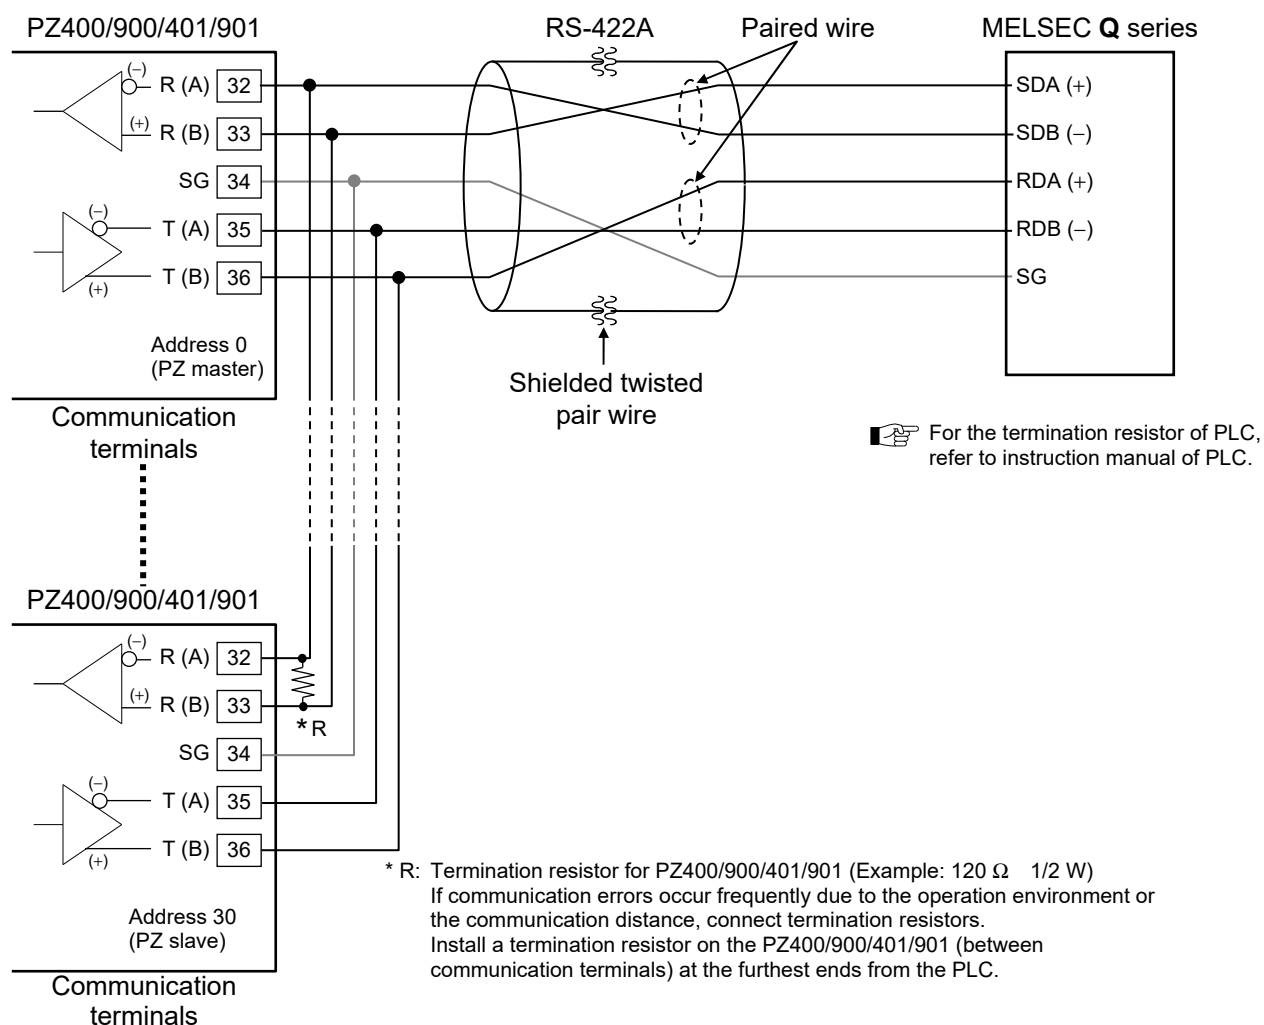 PZ400/900/401/901
RS-422A
Paired wire
MELSEC Q series
(−)
R (A) 32
SDA (+)
(+)
R (B) 33
SDB (−)
SG 34
RDA (+)
(−)
T (A) 35
RDB (−)
T (B) 36
SG
(+)
Address 0
(PZ master)
Shielded twisted
pair wire
Communication
terminals
For the termination resistor of PLC,
refer to instruction manual of PLC.
PZ400/900/401/901
(−)
R (A) 32
(+)
R (B) 33
* R
SG 34
(−)
T (A) 35
T (B) 36
(+)
Address 30
(PZ slave)
Communication
terminals
* R: Termination resistor for PZ400/900/401/901 (Example: 120 Ω 1/2 W)
If communication errors occur frequently due to the operation environment or
the communication distance, connect termination resistors.
Install a termination resistor on the PZ400/900/401/901 (between
communication terminals) at the furthest ends from the PLC.